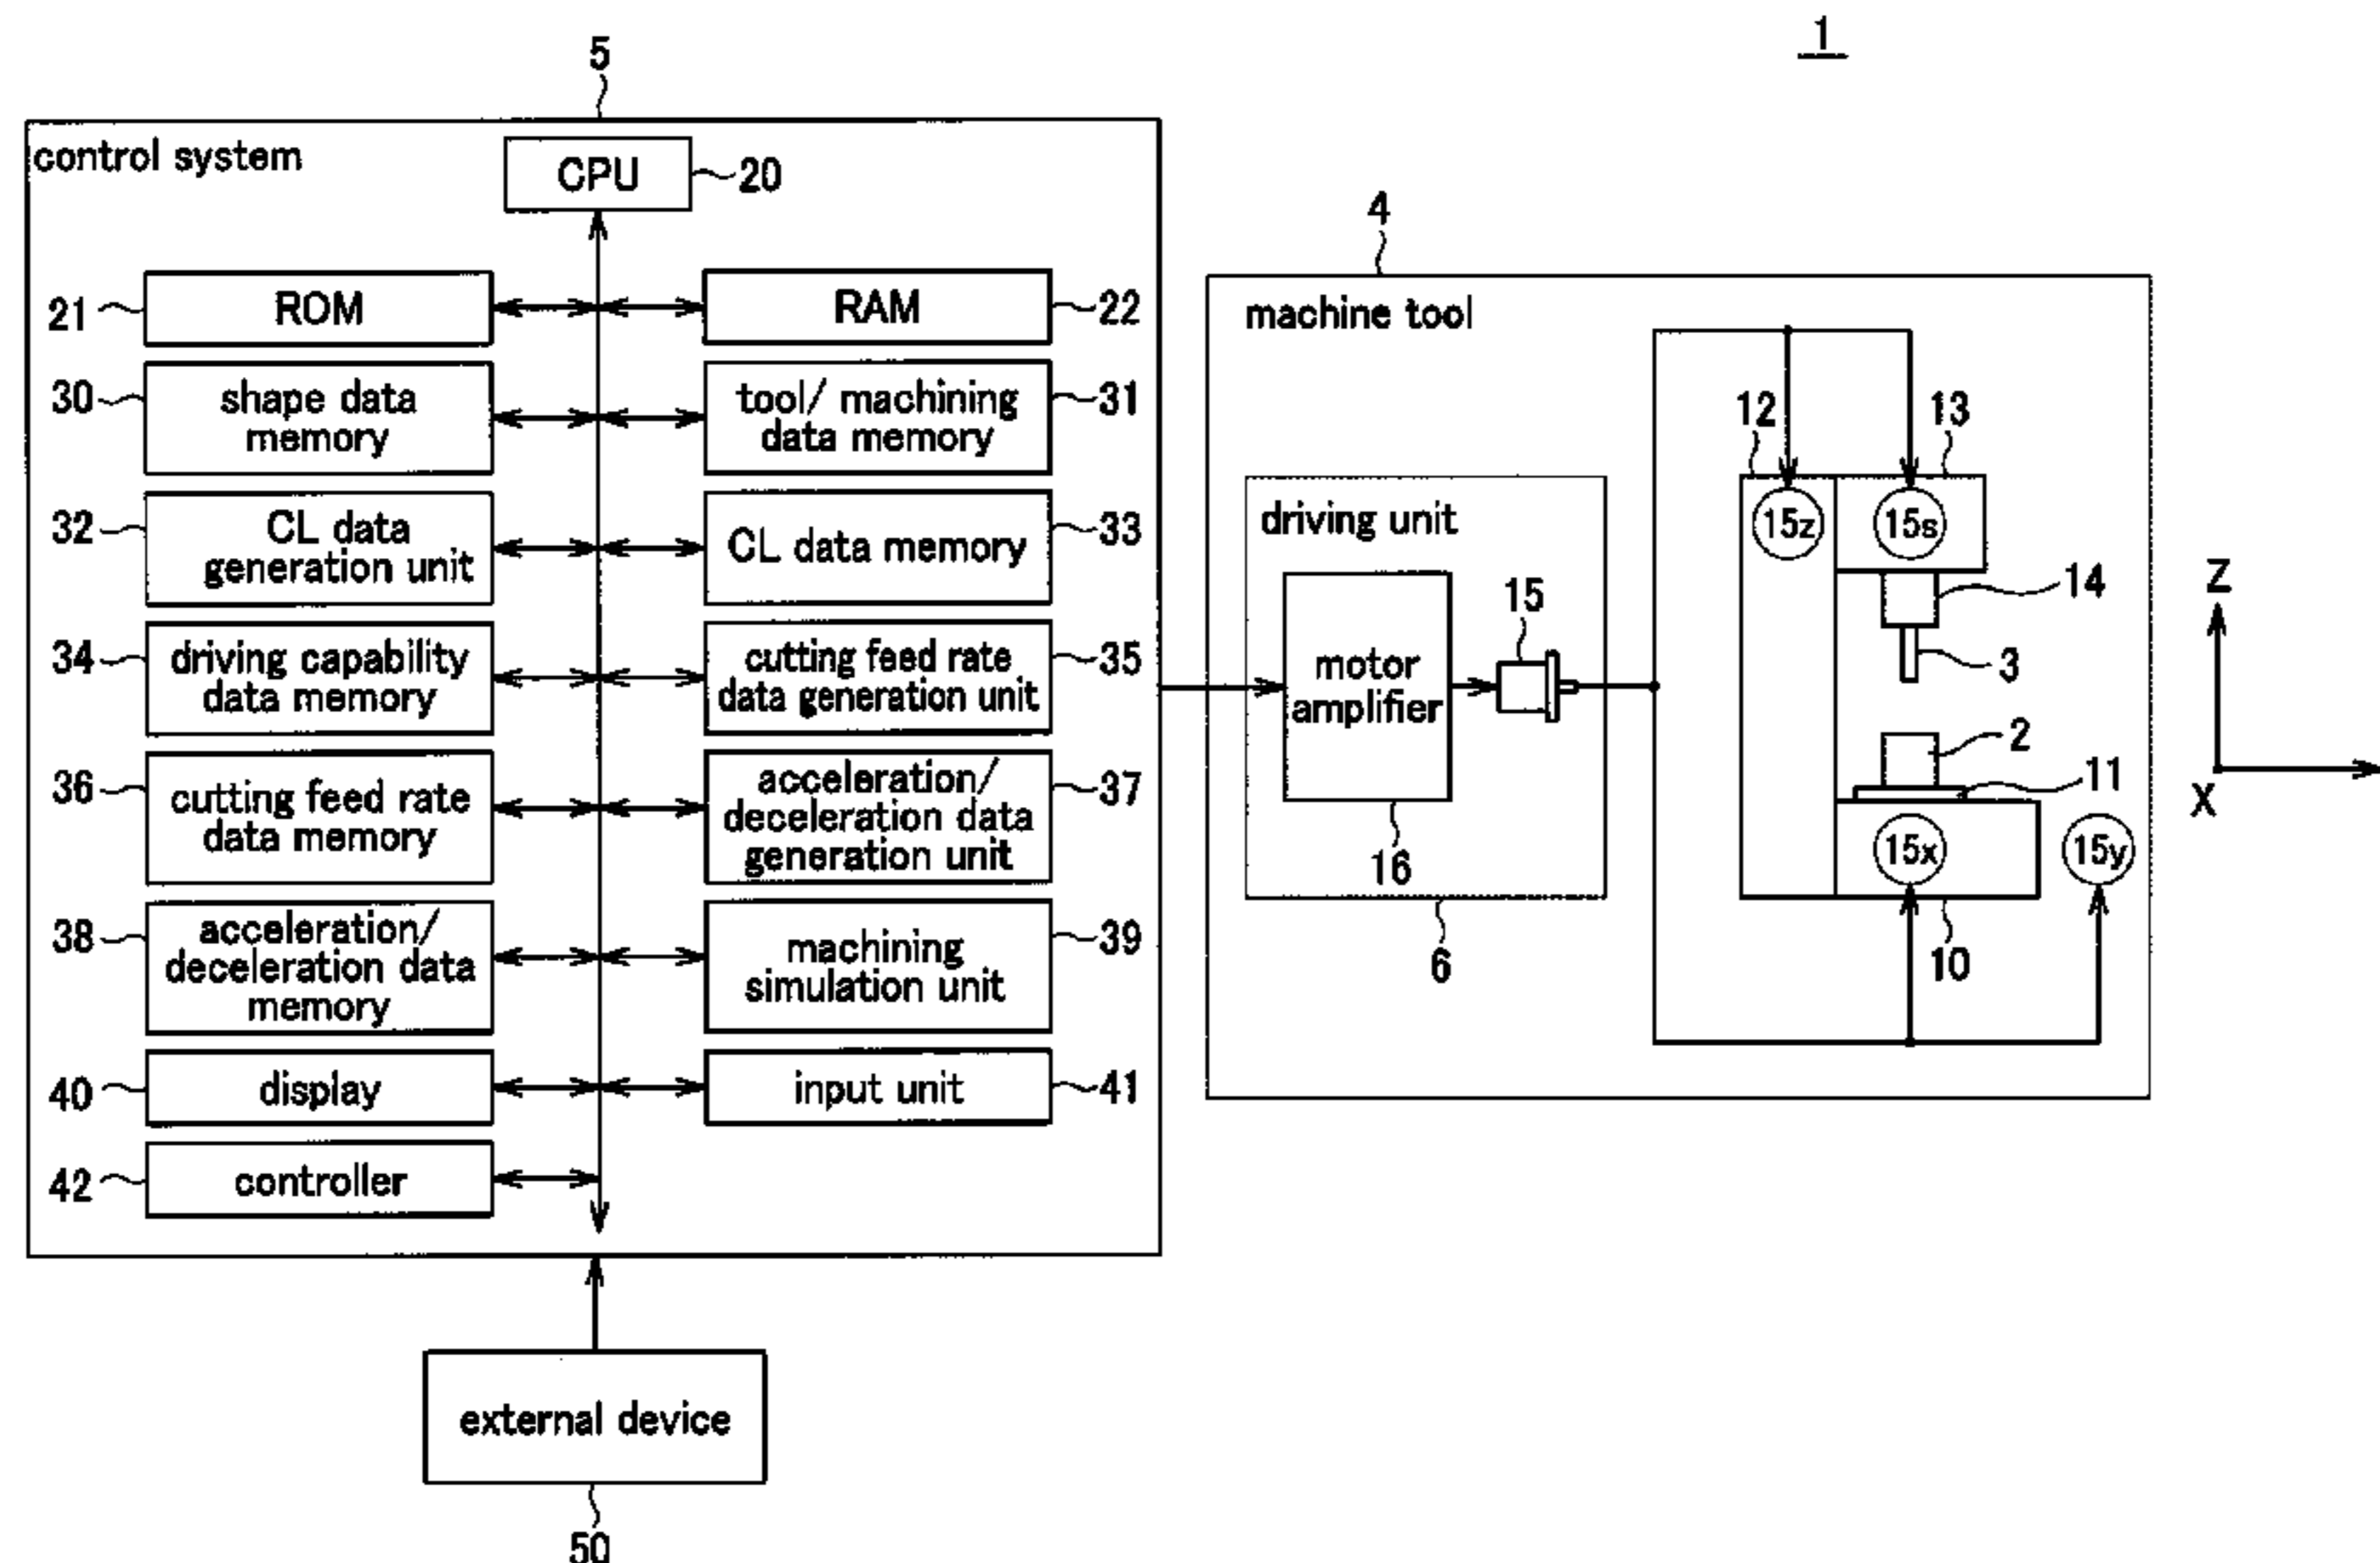 1
5
control system
CPU
20
21
ROM
RAM
22
30
shape data
memory
tool/ machining
data memory
31
32
CL data
generation unit
CL data memory
33
34
driving capability
data memory
cutting feed rate
data generation unit
35
36
cutting feed rate
data memory
acceleration/
deceleration data
generation unit
37
38
acceleration/
deceleration data
memory
machining
simulation unit
39
40
display
input unit
41
42
controller
external device
50
4
machine tool
driving unit
motor
amplifier
15
16
6
12
13
15z
15s
14
3
2
11
15x
15y
10
Z
X